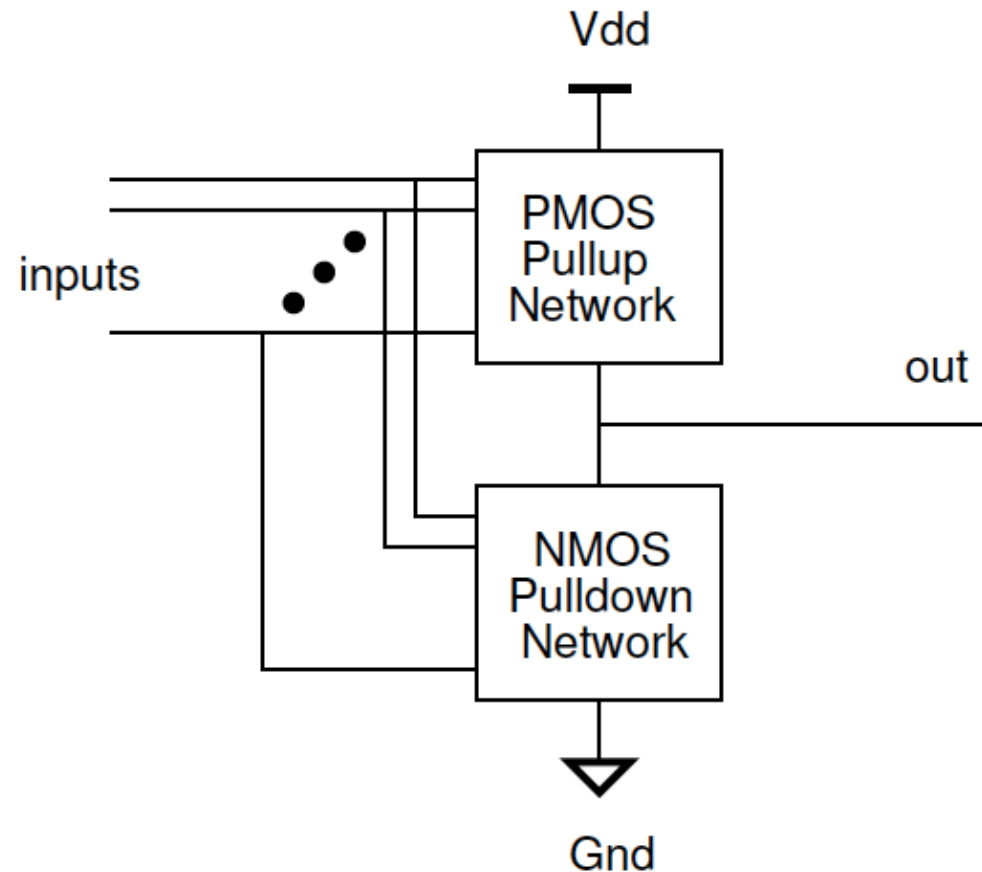 Vdd
PMOS
Pullup
Network
inputs
out
NMOS
Pulldown
Network
Gnd